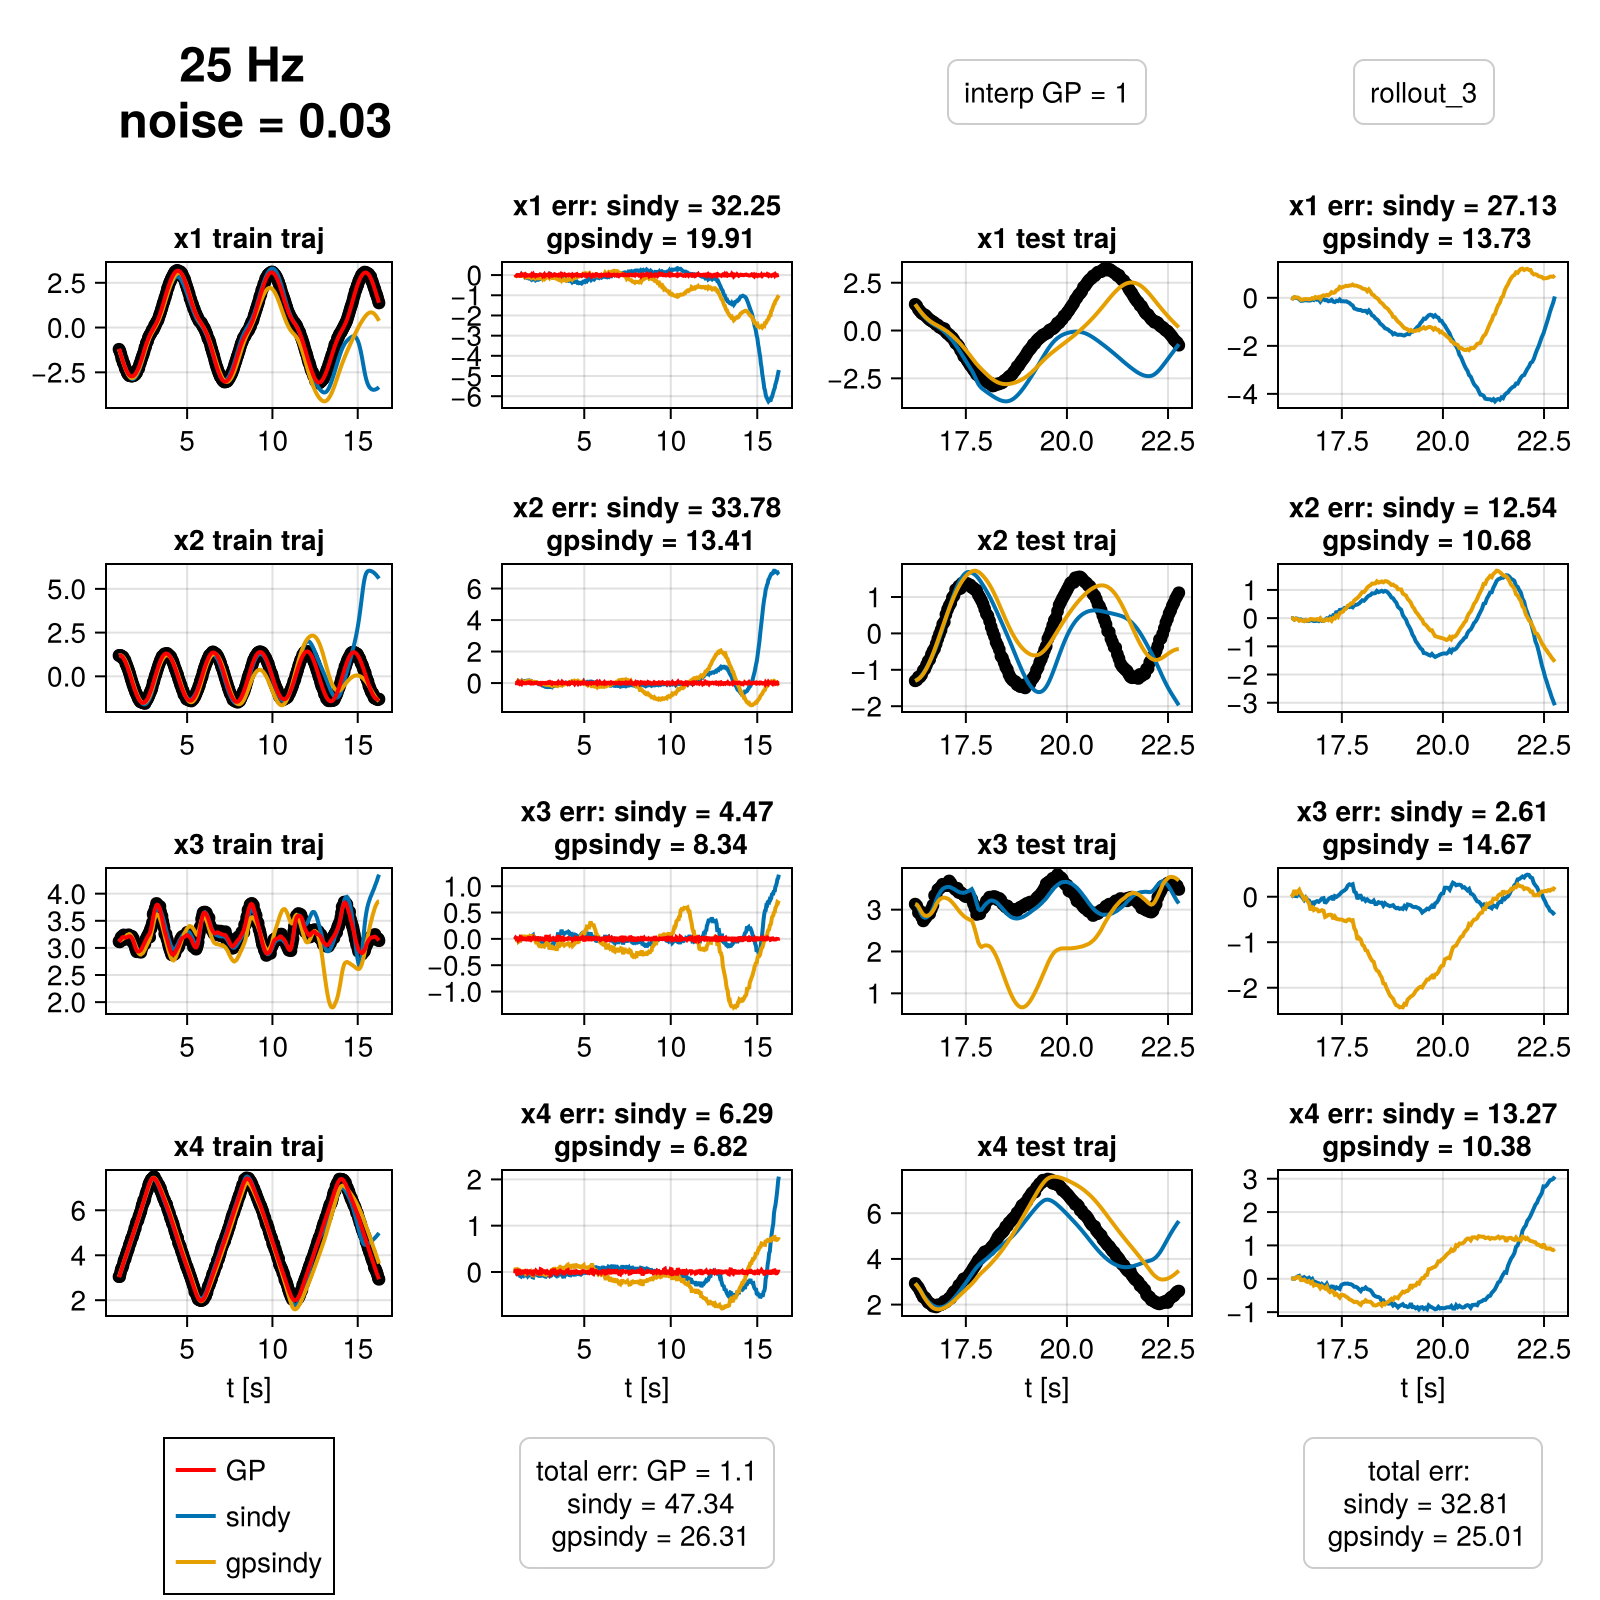 25 Hz
noise = 0.03
interp GP = 1
rollout_3
x1 train traj
2.5
0.0
−2.5
5
10
15
x1 err: sindy = 32.25
gpsindy = 19.91
0
−1
−2
−3
−4
−5
−6
5
10
15
x1 test traj
2.5
0.0
−2.5
17.5
20.0
22.5
x1 err: sindy = 27.13
gpsindy = 13.73
0
−2
−4
17.5
20.0
22.5
x2 train traj
5.0
2.5
0.0
5
10
15
x2 err: sindy = 33.78
gpsindy = 13.41
6
4
2
0
5
10
15
x2 test traj
1
0
−1
−2
17.5
20.0
22.5
x2 err: sindy = 12.54
gpsindy = 10.68
1
0
−1
−2
−3
17.5
20.0
22.5
x3 train traj
4.0
3.5
3.0
2.5
2.0
5
10
15
x3 err: sindy = 4.47
gpsindy = 8.34
1.0
0.5
0.0
−0.5
−1.0
5
10
15
x3 test traj
3
2
1
17.5
20.0
22.5
x3 err: sindy = 2.61
gpsindy = 14.67
0
−1
−2
17.5
20.0
22.5
x4 train traj
6
4
2
5
10
15
t [s]
x4 err: sindy = 6.29
gpsindy = 6.82
2
1
0
5
10
15
t [s]
x4 test traj
6
4
2
17.5
20.0
22.5
t [s]
x4 err: sindy = 13.27
gpsindy = 10.38
3
2
1
0
−1
17.5
20.0
22.5
t [s]
GP
sindy
gpsindy
total err: GP = 1.1
sindy = 47.34
gpsindy = 26.31
total err:
sindy = 32.81
gpsindy = 25.01